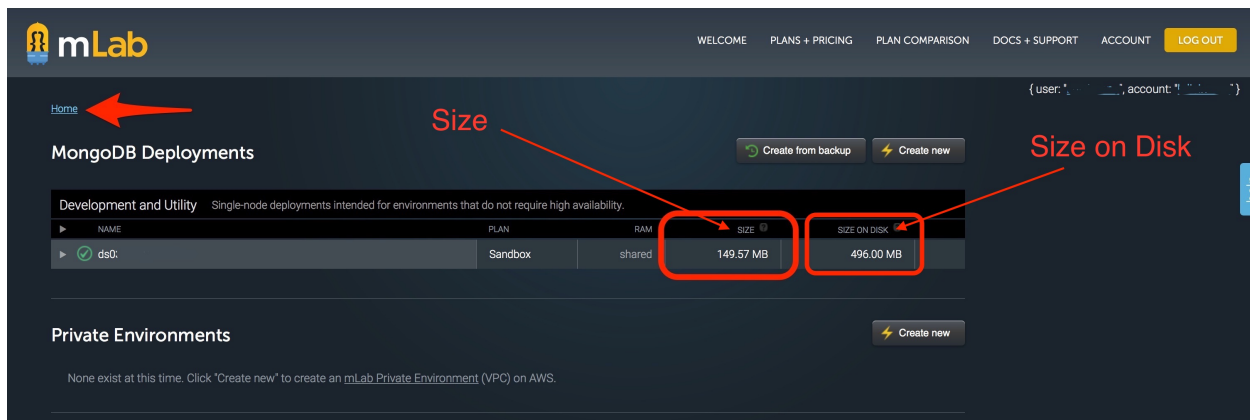 mLab
WELCOME PLANS + PRICING PLAN COMPARISON DOCS + SUPPORT ACCOUNT LOG OUT
{ user: " ", account: " " }
Home
Size
Size on Disk
MongoDB Deployments
Create from backup
Create new
Development and Utility Single-node deployments intended for environments that do not require high availability.
NAME PLAN RAM SIZE SIZE ON DISK
ds0: Sandbox shared 149.57 MB 496.00 MB
Private Environments
Create new
None exist at this time. Click "Create new" to create an mLab Private Environment (VPC) on AWS.